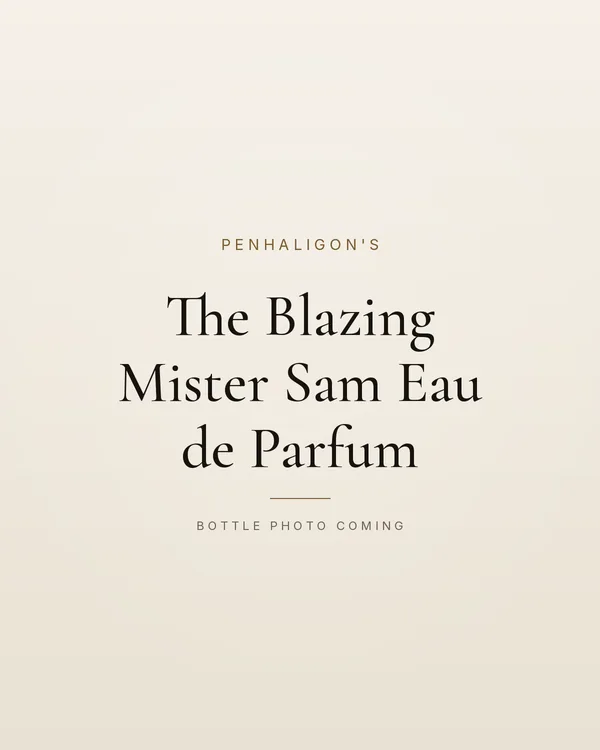 PENHALIGON'S
The Blazing
Mister Sam Eau
de Parfum
BOTTLE PHOTO COMING